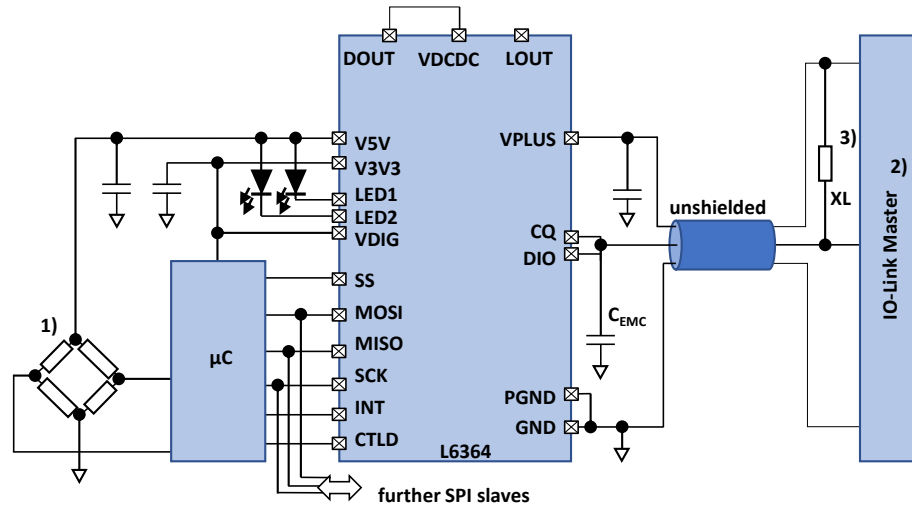 DOUT VDCDC LOUT
V5V
V3V3
LED1
LED2
VDIG
SS
MOSI
MISO
SCK
INT
CTLD
VPLUS
CQ
DIO
PGND
GND
L6364
1)
µC
further SPI slaves
CEMC
unshielded
3)
XL
2)
IO-Link Master